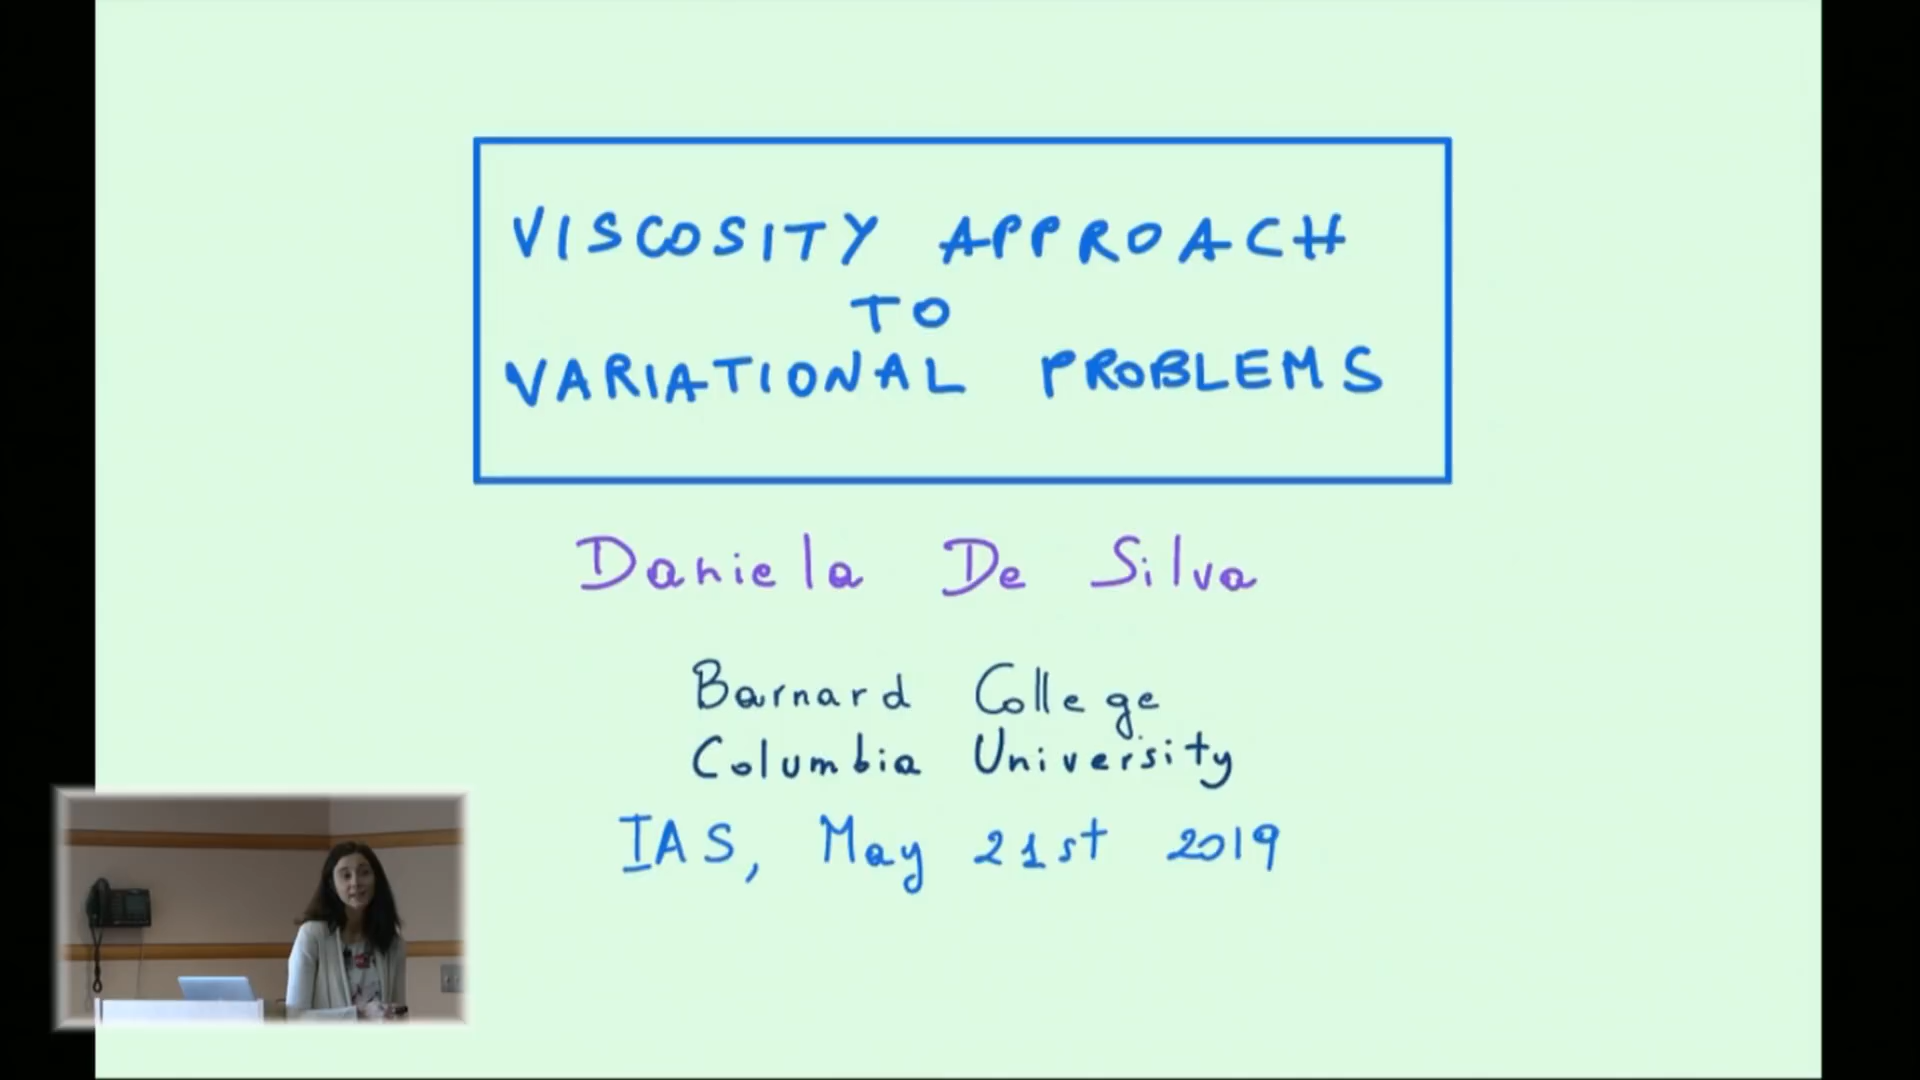 VISCOSITY APPROACH
TO
VARIATIONAL PROBLEMS
Daniela De Silva
Barnard College
Columbia University
IAS, May 21st 2019